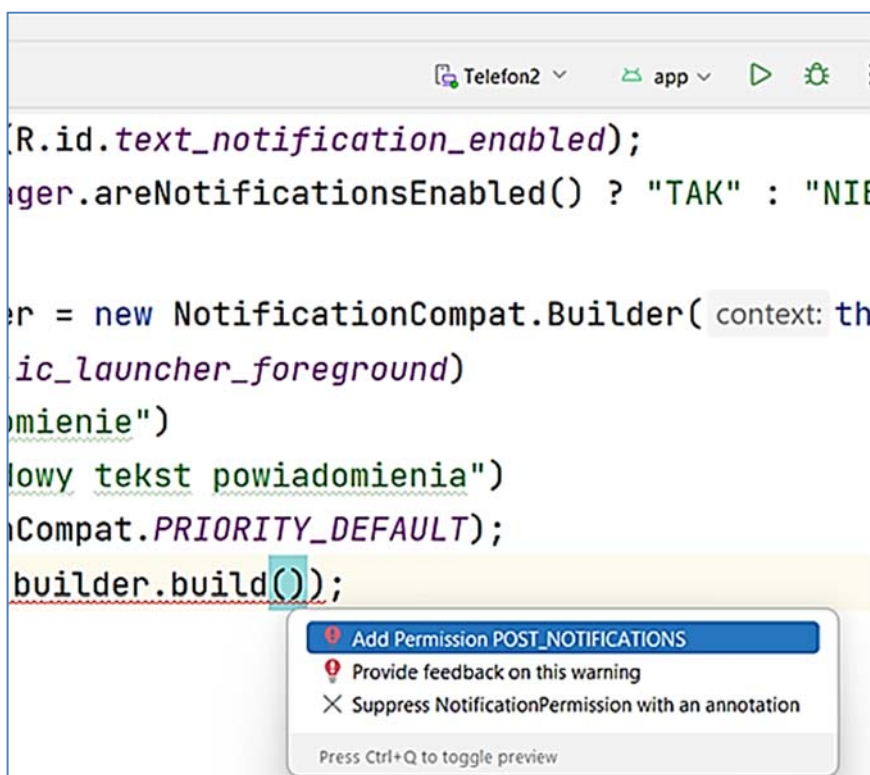 Telefon2 app
(R.id.text_notification_enabled);
ager.areNotificationsEnabled() ? "TAK" : "NIE
er = new NotificationCompat.Builder( context: th
.ic_launcher_foreground)
omienie")
dowy tekst powiadomienia")
nCompat.PRIORITY_DEFAULT);
builder.build());
Add Permission POST_NOTIFICATIONS
Provide feedback on this warning
Suppress NotificationPermission with an annotation
Press Ctrl+Q to toggle preview